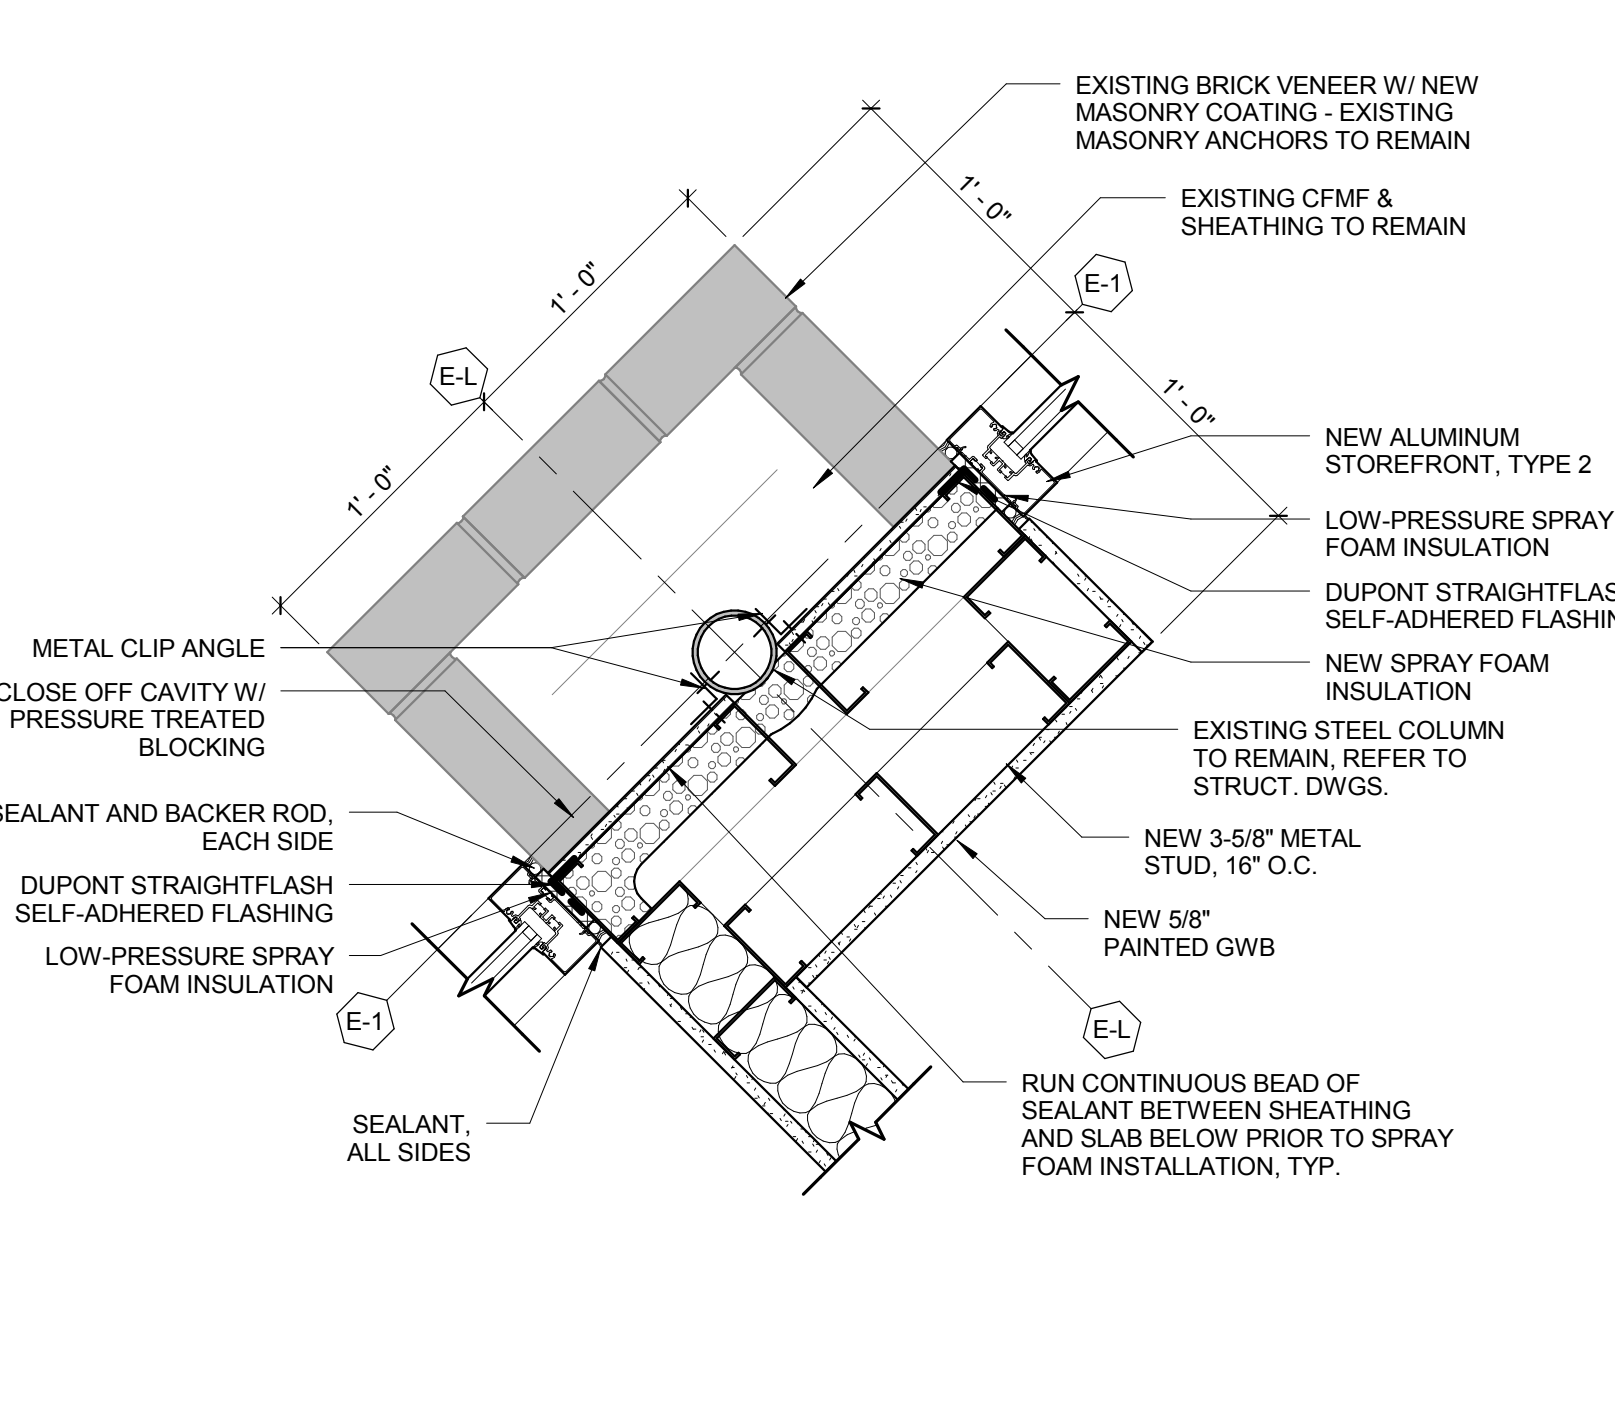 EXISTING BRICK VENEER W/ NEW
MASONRY COATING - EXISTING
MASONRY ANCHORS TO REMAIN
EXISTING CFMF &
SHEATHING TO REMAIN
1' - 0"
E-1
1' - 0"
E-L
1' - 0"
1' - 0"
NEW ALUMINUM
STOREFRONT, TYPE 2
LOW-PRESSURE SPRAY
FOAM INSULATION
DUPONT
SELF-ADHERED
NEW SPRAY FOAM
INSULATION
EXISTING STEEL COLUMN
TO REMAIN, REFER TO
STRUCT. DWGS.
NEW 3-5/8" METAL
STUD, 16" O.C.
NEW 5/8"
PAINTED GWB
E-L
RUN CONTINUOUS BEAD OF
SEALANT BETWEEN SHEATHING
AND SLAB BELOW PRIOR TO SPRAY
FOAM INSTALLATION, TYP.
METAL CLIP ANGLE
CLOSE OFF CAVITY W/
PRESSURE TREATED
BLOCKING
SEALANT AND BACKER ROD,
EACH SIDE
DUPONT STRAIGHTFLASH
SELF-ADHERED FLASHING
LOW-PRESSURE SPRAY
FOAM INSULATION
E-1
SEALANT,
ALL SIDES